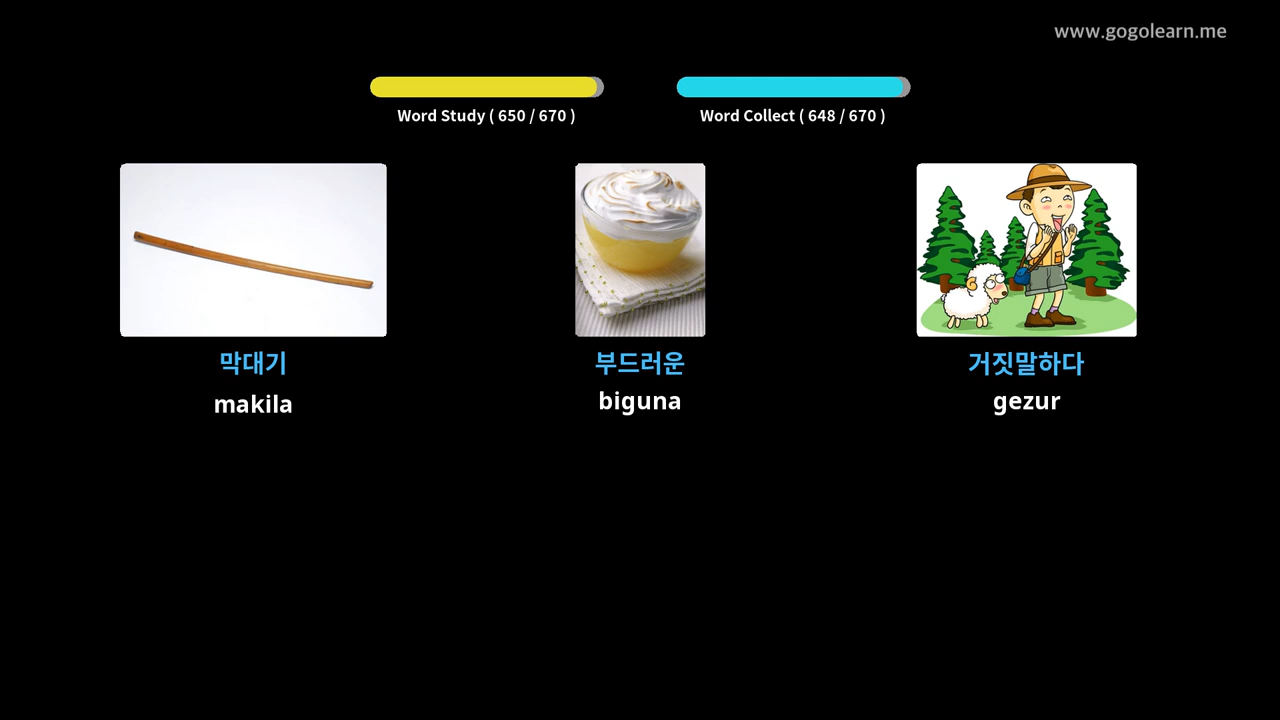 www.gogolearn.me
Word Study ( 650 / 670 )
Word Collect ( 648 / 670 )
막대기
부드러운
거짓말하다
makila
biguna
gezur